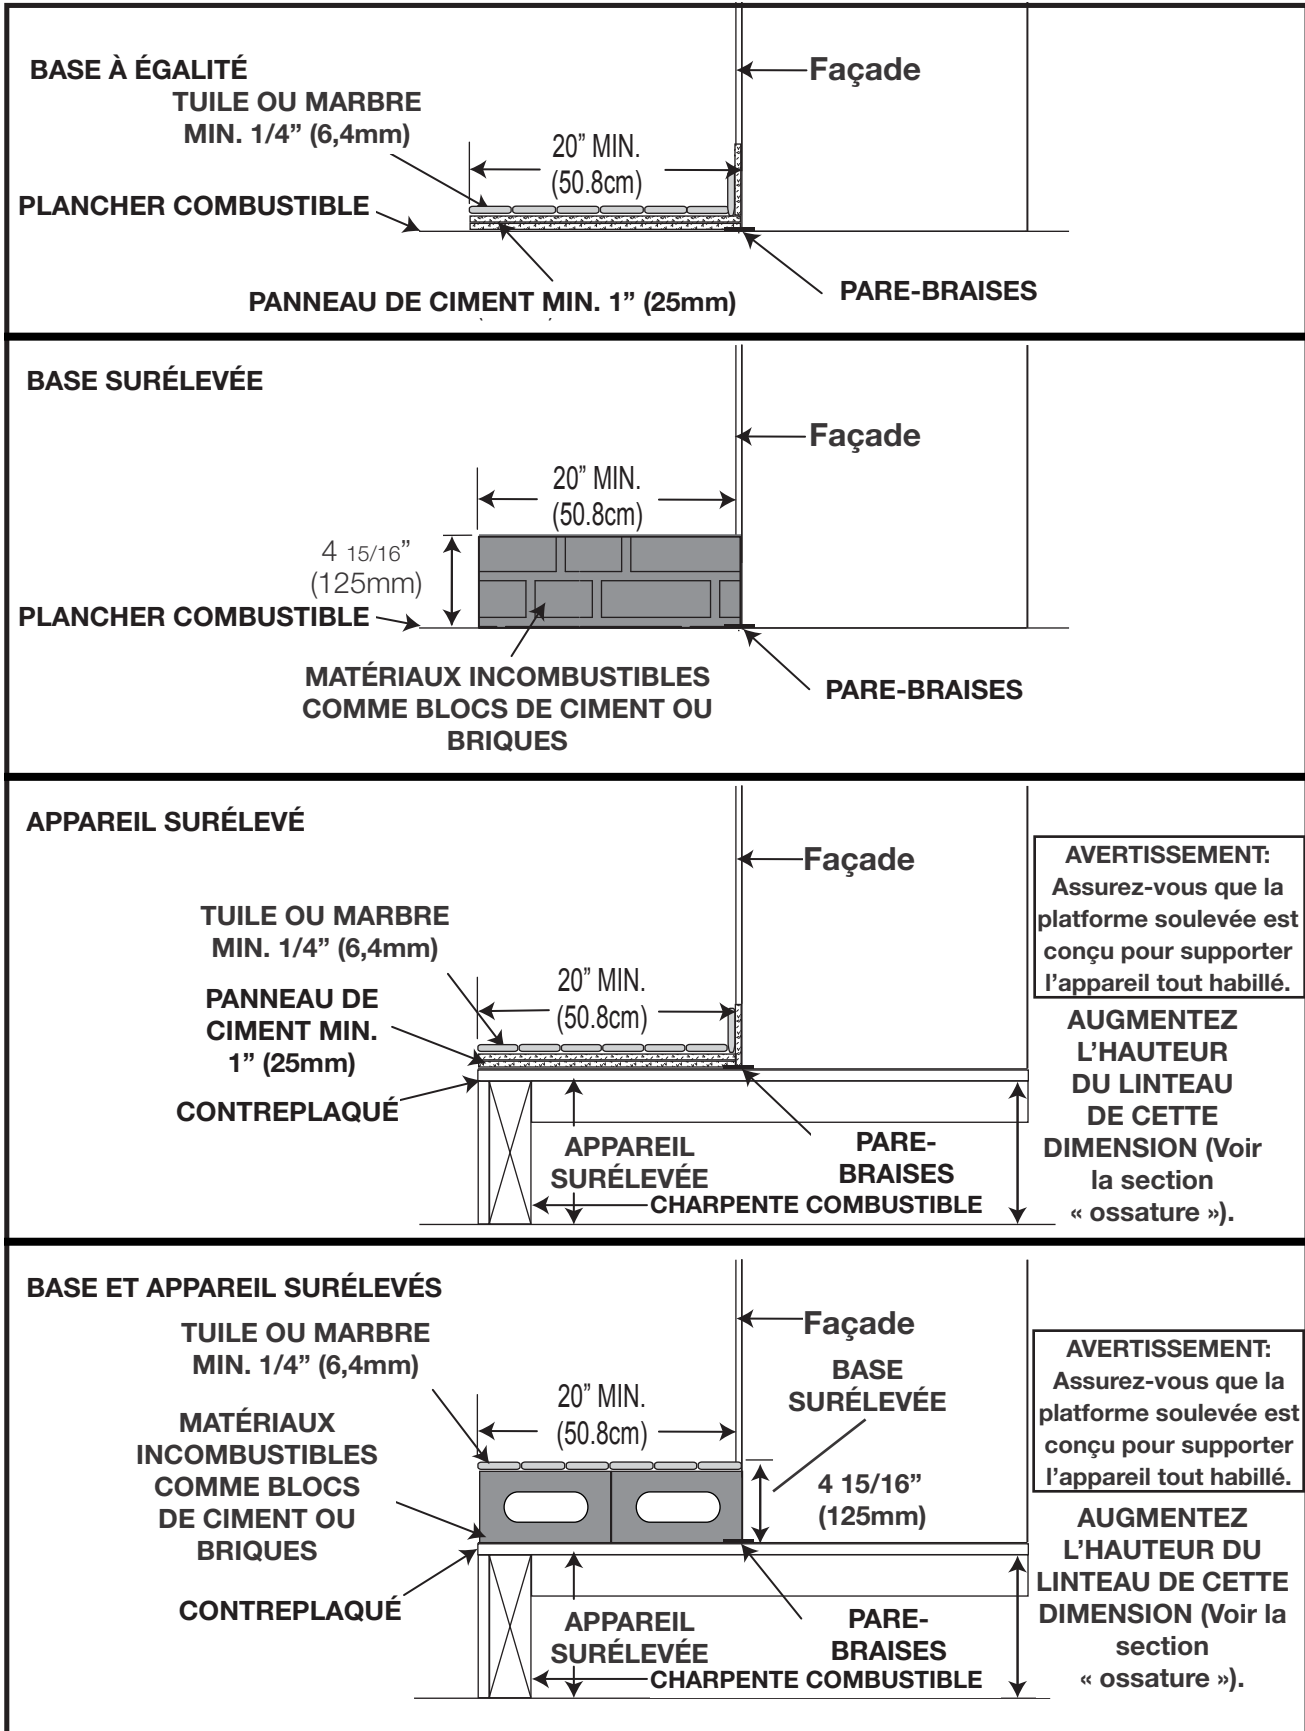 BASE À ÉGALITÉ
Façade
TUILE OU MARBRE
MIN. 1/4” (6,4mm)
20” MIN.
(50.8cm)
PLANCHER COMBUSTIBLE
PANNEAU DE CIMENT MIN. 1” (25mm)
PARE-BRAISES
BASE SURÉLEVÉE
Façade
20” MIN.
(50.8cm)
4 15/16”
(125mm)
PLANCHER COMBUSTIBLE
MATÉRIAUX INCOMBUSTIBLES
COMME BLOCS DE CIMENT OU
BRIQUES
PARE-BRAISES
APPAREIL SURÉLEVÉ
Façade
TUILE OU MARBRE
MIN. 1/4” (6,4mm)
20” MIN.
(50.8cm)
PANNEAU DE
CIMENT MIN.
1” (25mm)
CONTREPLAQUÉ
APPAREIL
SURÉLEVÉE
PARE-
BRAISES
CHARPENTE COMBUSTIBLE
AVERTISSEMENT:
Assurez-vous que la
platforme soulevée est
conçu pour supporter
l’appareil tout habillé.
AUGMENTEZ
L’HAUTEUR
DU LINTEAU
DE CETTE
DIMENSION (Voir
la section
« ossature »).
BASE ET APPAREIL SURÉLEVÉS
Façade
TUILE OU MARBRE
MIN. 1/4” (6,4mm)
20” MIN.
(50.8cm)
BASE
SURÉLEVÉE
MATÉRIAUX
INCOMBUSTIBLES
COMME BLOCS
DE CIMENT OU
BRIQUES
4 15/16”
(125mm)
CONTREPLAQUÉ
APPAREIL
SURÉLEVÉE
PARE-
BRAISES
CHARPENTE COMBUSTIBLE
AVERTISSEMENT:
Assurez-vous que la
platforme soulevée est
conçu pour supporter
l’appareil tout habillé.
AUGMENTEZ
L’HAUTEUR DU
LINTEAU DE CETTE
DIMENSION (Voir la
section
« ossature »).